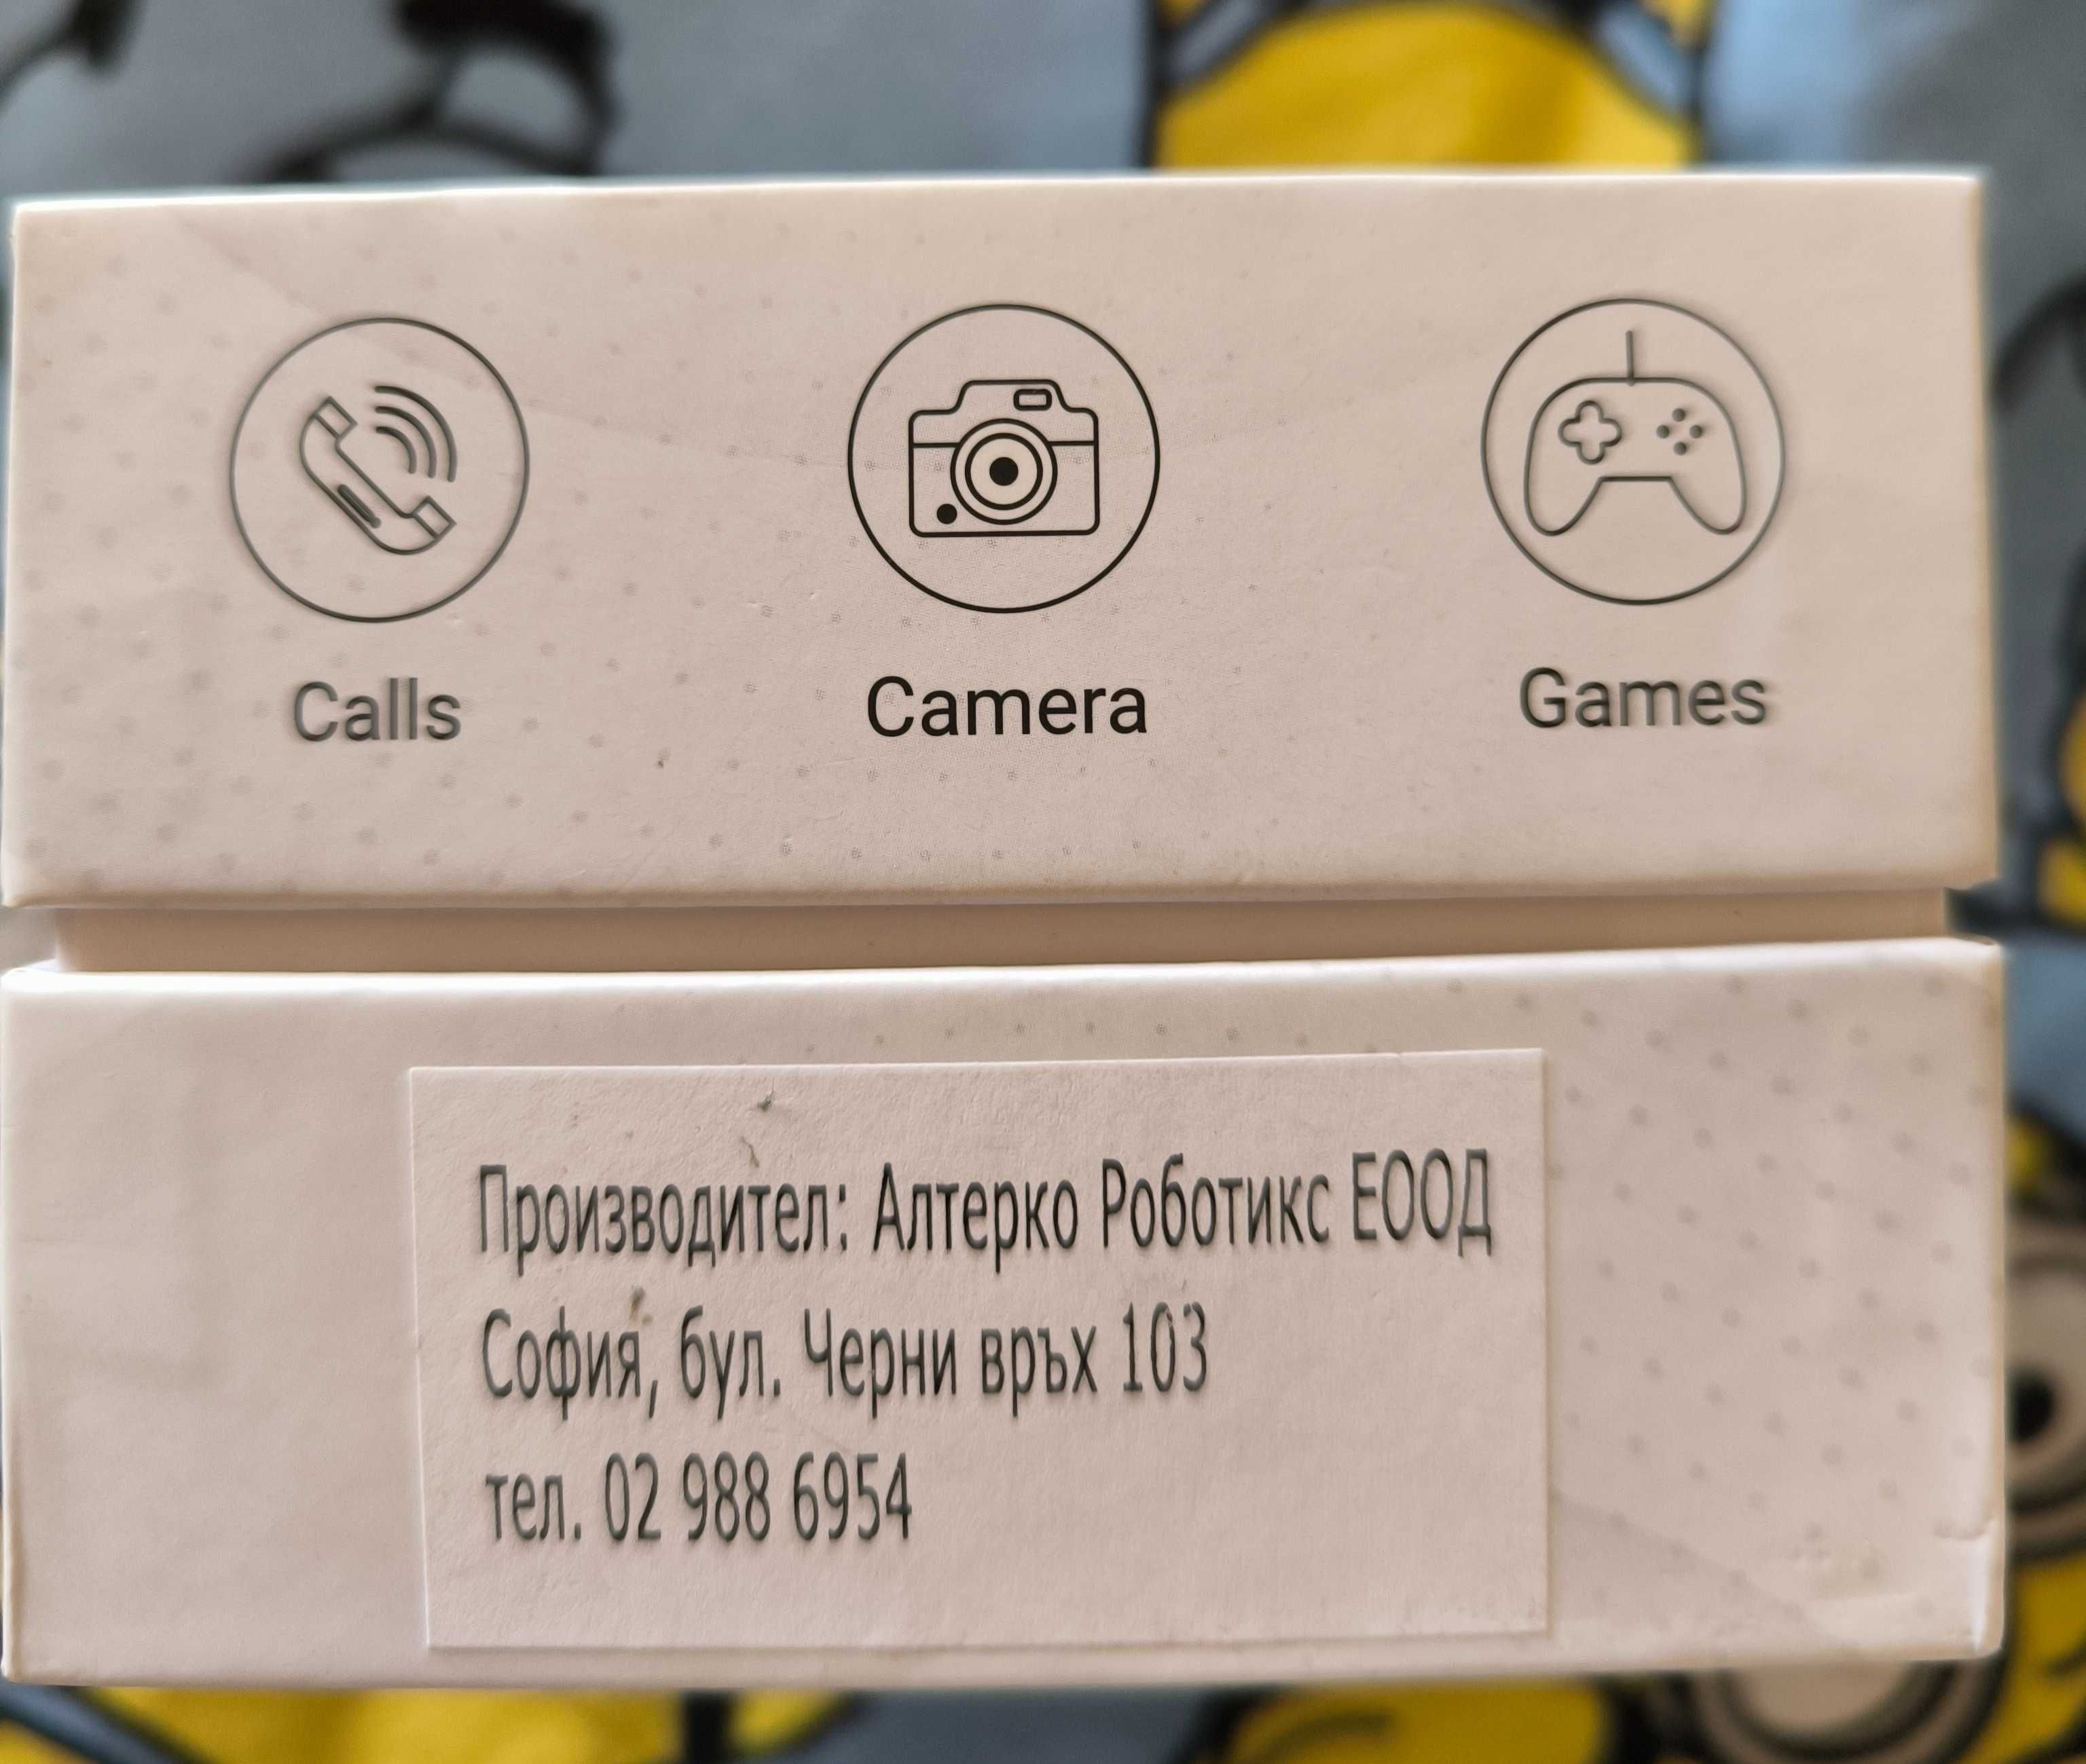 Calls
Camera
Games
Производител: Алтерко Роботикс ЕООД
София, бул. Черни връх 103
тел. 02 988 6954